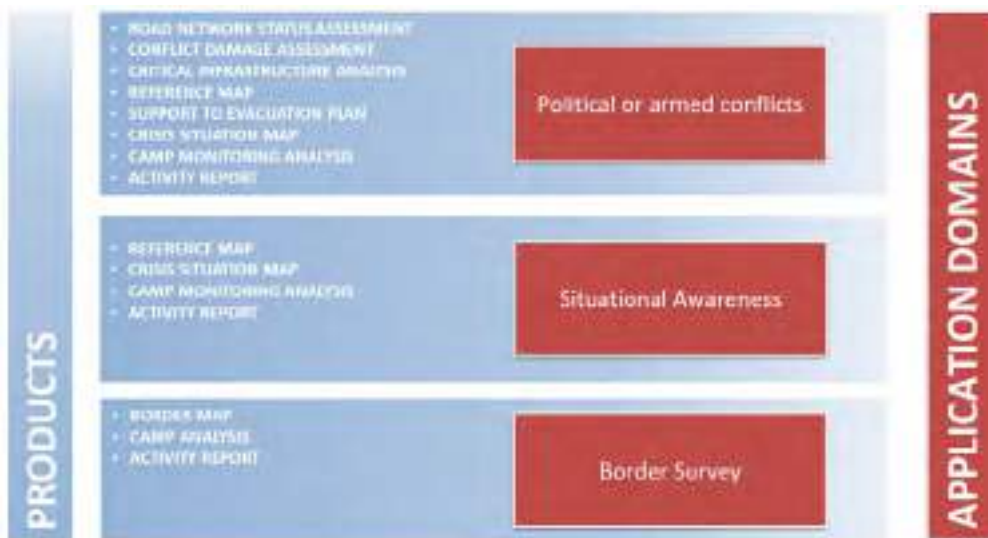 PRODUCTS
• ROAD NETWORK STATUS ASSESSMENT
• CONFLICT DAMAGE ASSESSMENT
• CRITICAL INFRASTRUCTURE ANALYSIS
• REFERENCE MAP
• SUPPORT TO EVACUATION PLAN
• CRISIS SITUATION MAP
• CAMP MONITORING ANALYSIS
• ACTIVITY REPORT
Political or armed conflicts
• REFERENCE MAP
• CRISIS SITUATION MAP
• CAMP MONITORING ANALYSIS
• ACTIVITY REPORT
Situational Awareness
• BORDER MAP
• CAMP ANALYSIS
• ACTIVITY REPORT
Border Survey
APPLICATION DOMAINS